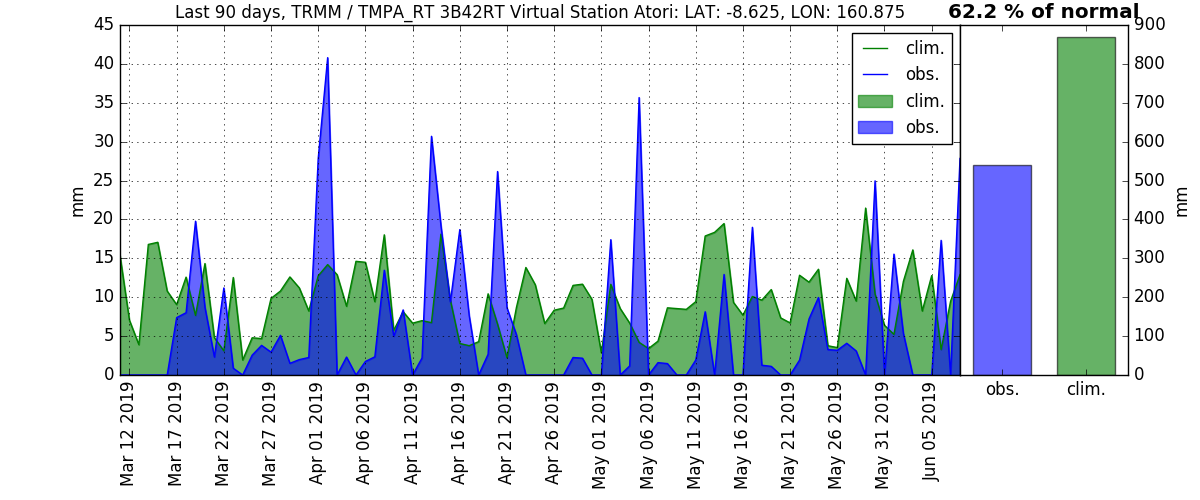 Last 90 days, TRMM / TMPA_RT 3B42RT Virtual Station Atori: LAT: -8.625, LON: 160.875
62.2 % of normal
45
40
35
30
25
20
15
10
5
0
mm
clim.
obs.
clim.
obs.
Mar 12 2019
Mar 17 2019
Mar 22 2019
Mar 27 2019
Apr 01 2019
Apr 06 2019
Apr 11 2019
Apr 16 2019
Apr 21 2019
Apr 26 2019
May 01 2019
May 06 2019
May 11 2019
May 16 2019
May 21 2019
May 26 2019
May 31 2019
Jun 05 2019
900
800
700
600
500
400
300
200
100
0
mm
obs.
clim.